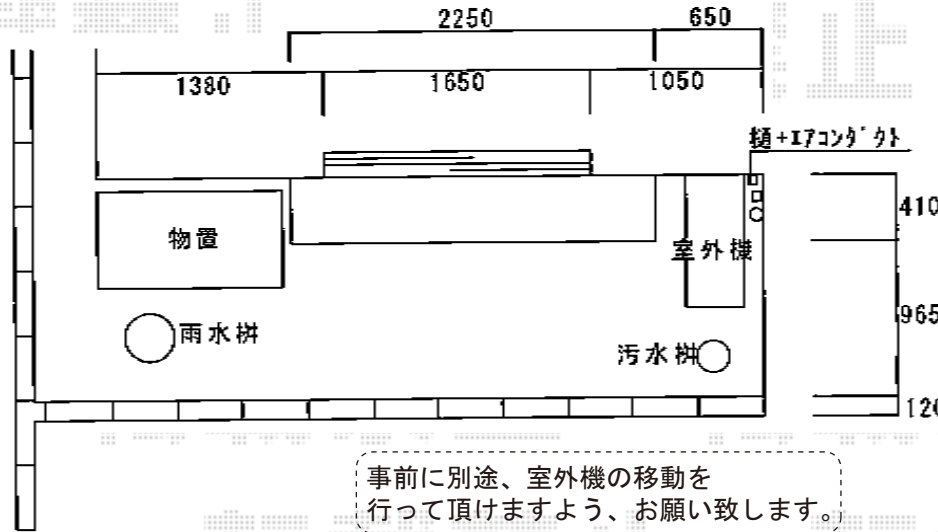 2250 650
1380 1650 1050
樋+エアコンダクト
410
物置
室外機
965
雨水桝
汚水桝
事前に別途、室外機の移動を
行って頂けますよう、お願い致します。